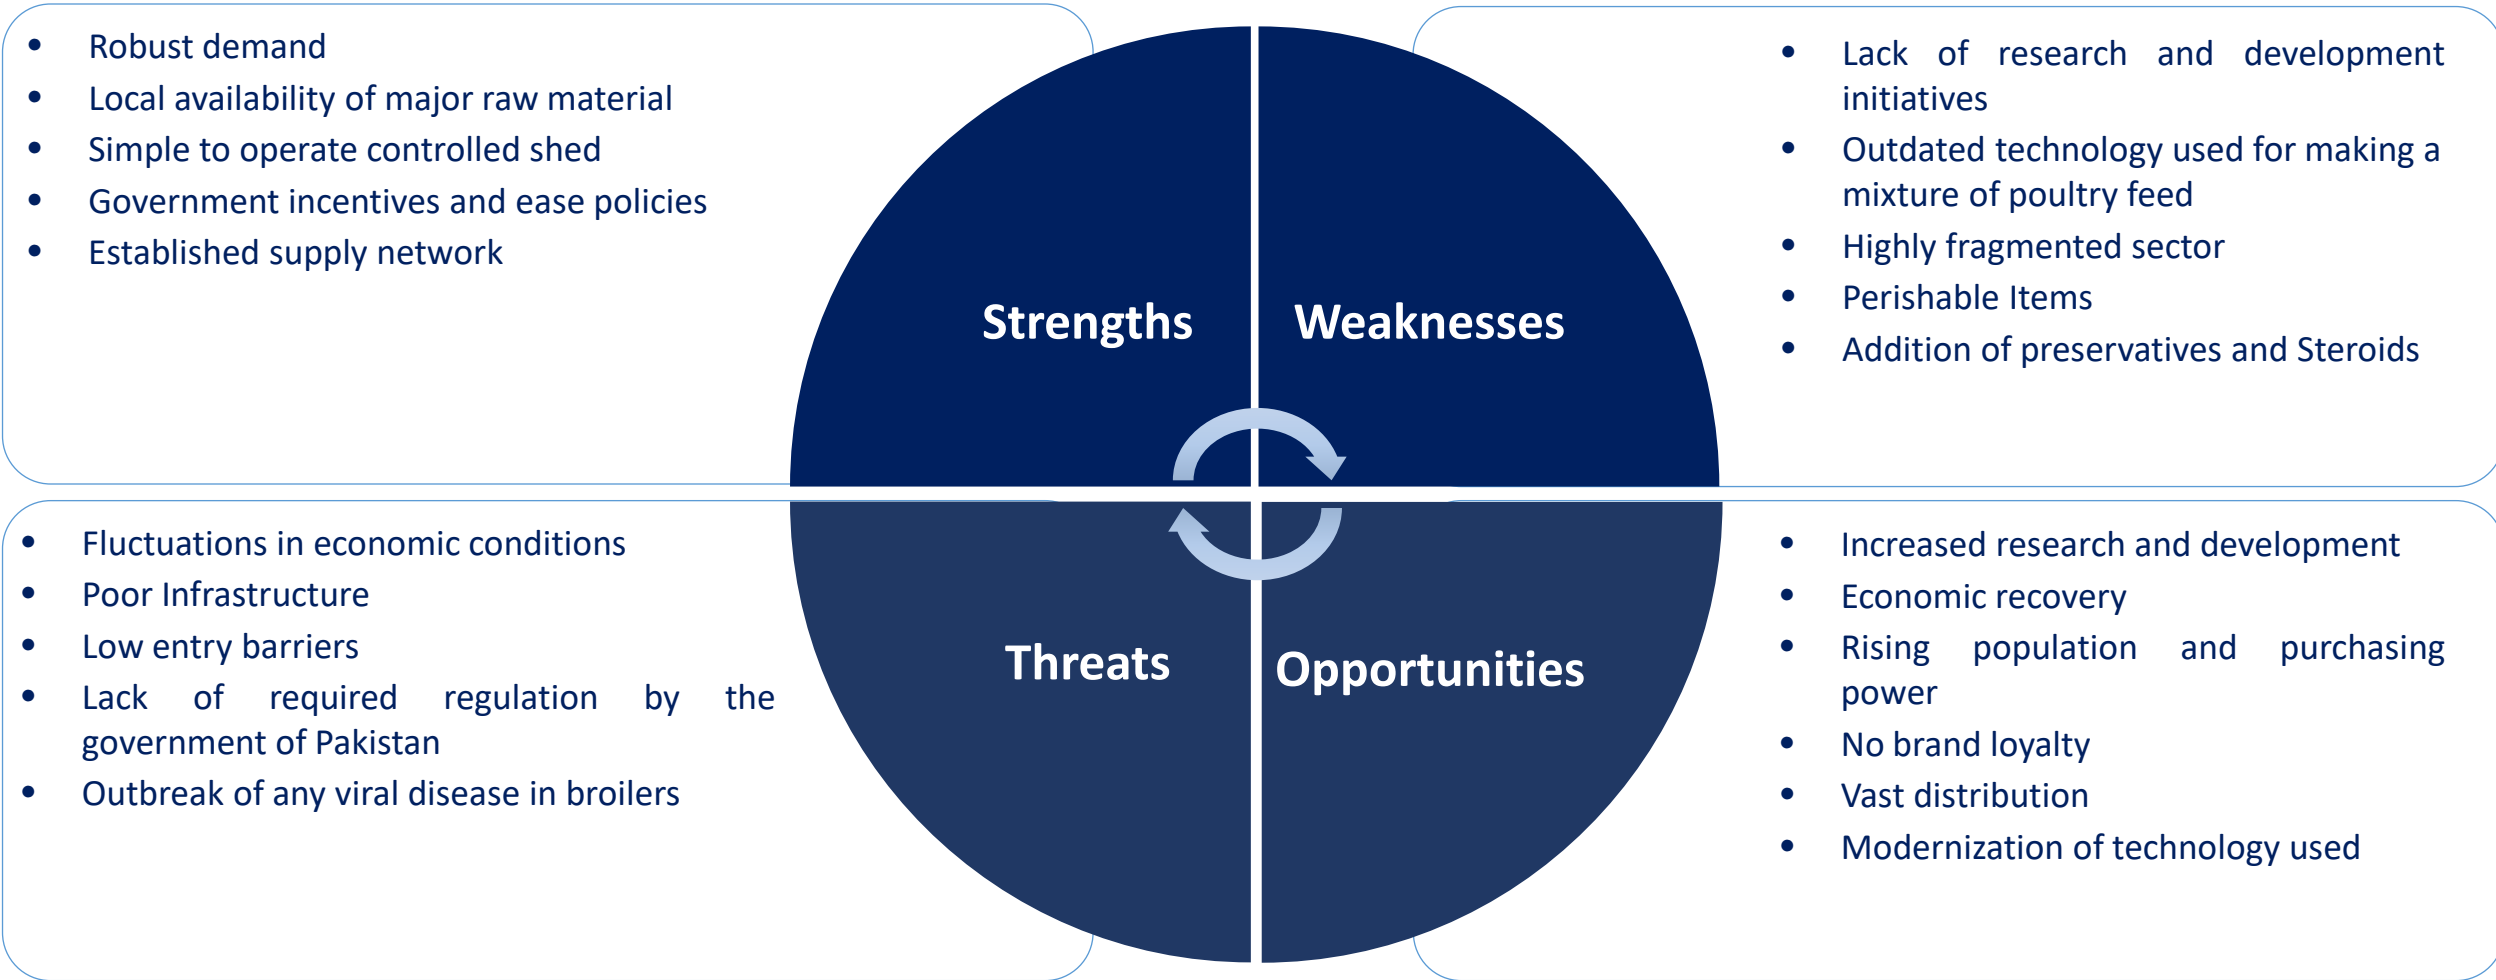 • Robust demand
• Local availability of major raw material
• Simple to operate controlled shed
• Government incentives and ease policies
• Established supply network
Strengths
Weaknesses
• Lack of research and development
initiatives
• Outdated technology used for making a
mixture of poultry feed
• Highly fragmented sector
• Perishable Items
• Addition of preservatives and Steroids
• Fluctuations in economic conditions
• Poor Infrastructure
• Low entry barriers
• Lack of required regulation by the
government of Pakistan
• Outbreak of any viral disease in broilers
Threats
Opportunities
• Increased research and development
• Economic recovery
• Rising population and purchasing
power
• No brand loyalty
• Vast distribution
• Modernization of technology used